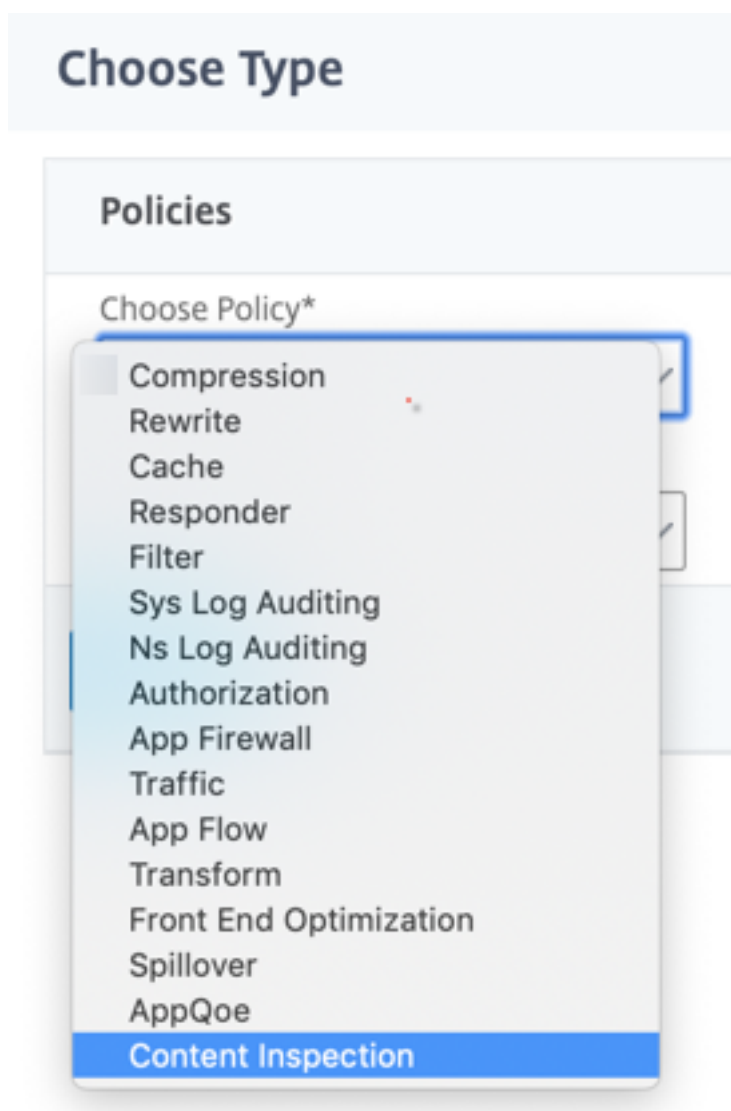 Choose Type
Policies
Choose Policy*
Compression
Rewrite
Cache
Responder
Filter
Sys Log Auditing
Ns Log Auditing
Authorization
App Firewall
Traffic
App Flow
Transform
Front End Optimization
Spillover
AppQoe
Content Inspection